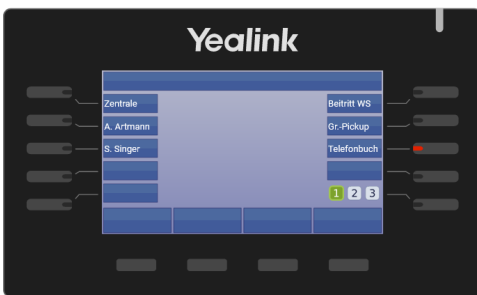 Yealink
Zentrale
A. Artmann
S. Singer
Beitritt WS
Gr.-Pickup
Telefonbuch
1 2 3